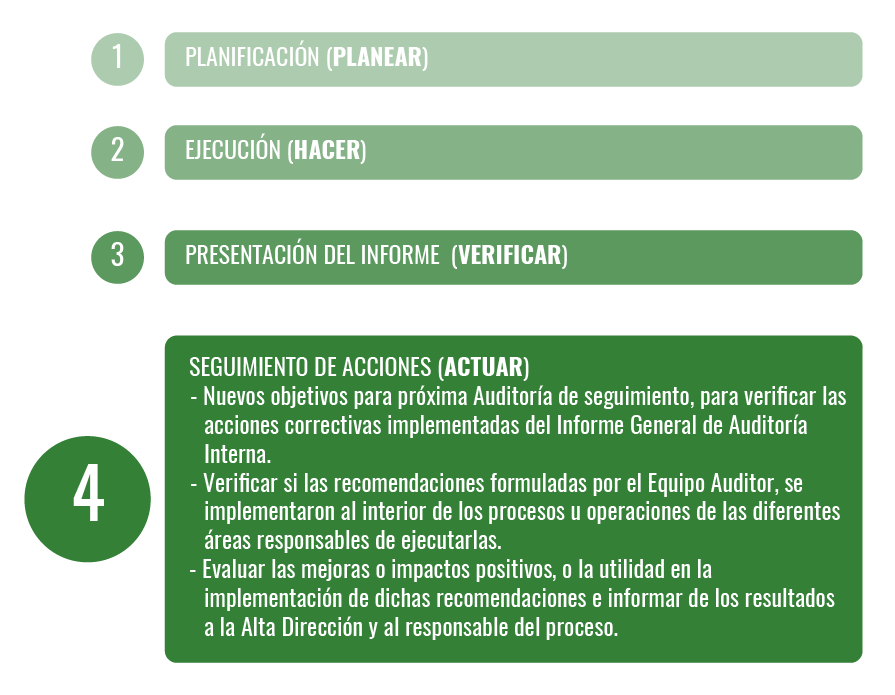 1
PLANIFICACIÓN (PLANEAR)
2
EJECUCIÓN (HACER)
3
PRESENTACIÓN DEL INFORME (VERIFICAR)
4
SEGUIMIENTO DE ACCIONES (ACTUAR)
- Nuevos objetivos para próxima Auditoría de seguimiento, para verificar las
acciones correctivas implementadas del Informe General de Auditoría
Interna.
- Verificar si las recomendaciones formuladas por el Equipo Auditor, se
implementaron al interior de los procesos u operaciones de las diferentes
áreas responsables de ejecutarlas.
- Evaluar las mejoras o impactos positivos, o la utilidad en la
implementación de dichas recomendaciones e informar de los resultados
a la Alta Dirección y al responsable del proceso.